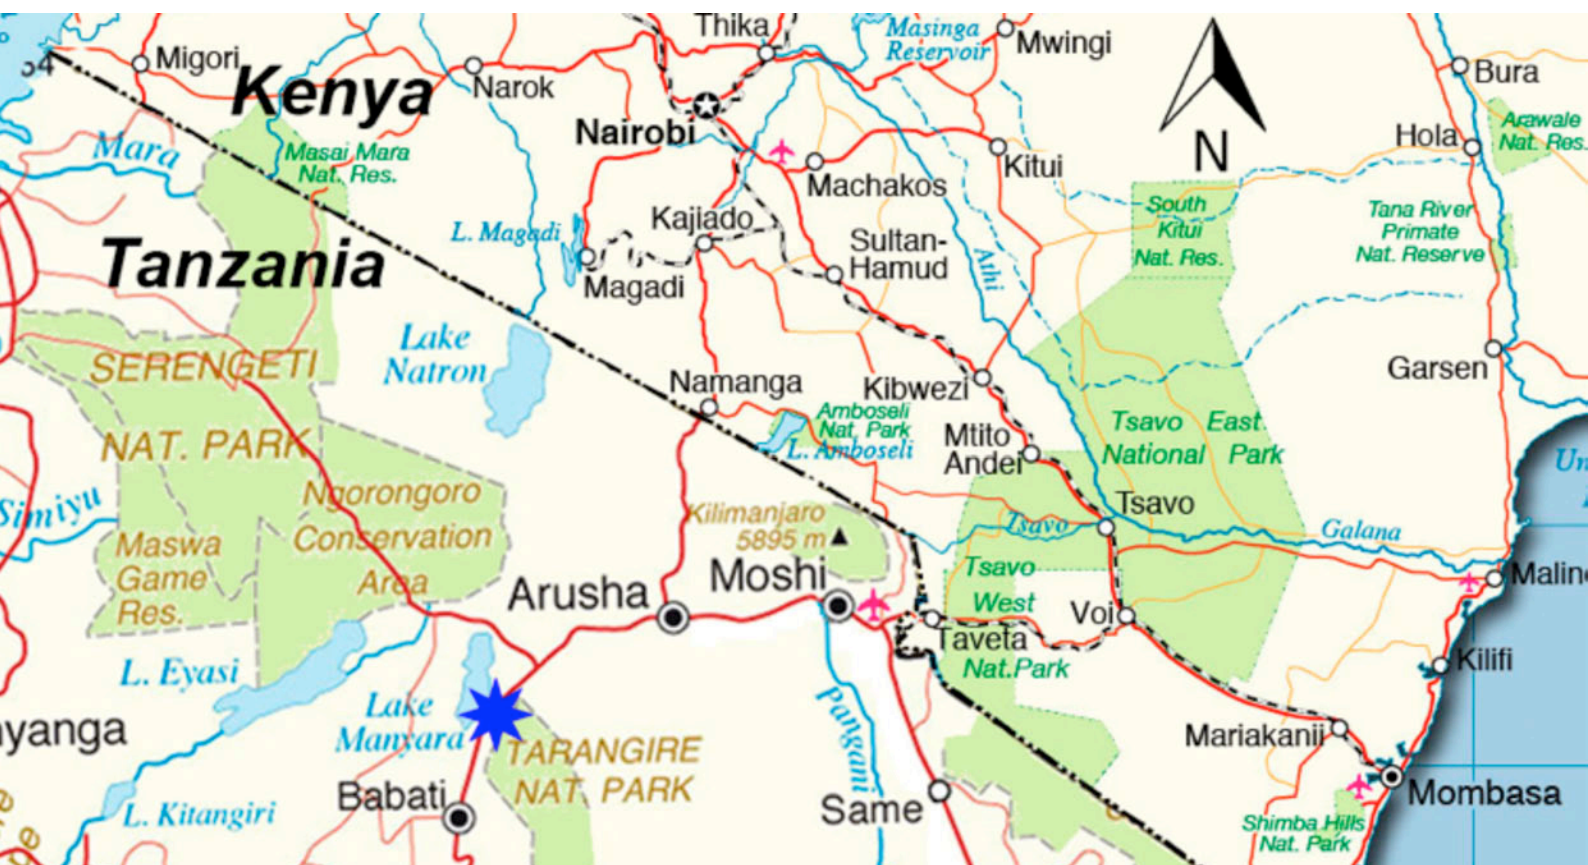 Thika
Masinga
Reservoir
Mwingi
Migori
Kenya
Narok
Bura
Nairobi
Arawale
Nat. Res.
Hola
Mara
Masai Mara
Nat. Res.
N
Kitui
Machakos
Kajiado
L. Magadi
South
Kitui
Nat. Res.
Tana River
Primate
Nat. Reserve
Sultan-
Hamud
Athi
Tanzania
Magadi
Lake
Natron
Garsen
SERENGETI
NAT. PARK
Namanga
Kibwezi
Amboseli
Nat. Park
L. Amboseli
Mtito
Andei
Tsavo East
National Park
Simiyu
Ngorongoro
Conservation
Area
Kilimanjaro
5895 m
Tsavo
Tsavo
Galana
Maswa
Game
Res.
Arusha
Moshi
Tsavo
West
Nat.Park
Taveta
Voi
Kilifi
L. Eyasi
Lake
Manyara
Pangani
TARANGIRE
NAT. PARK
Mariakanii
Babati
Same
Mombasa
L. Kitangiri
Shimba Hills
Nat. Park